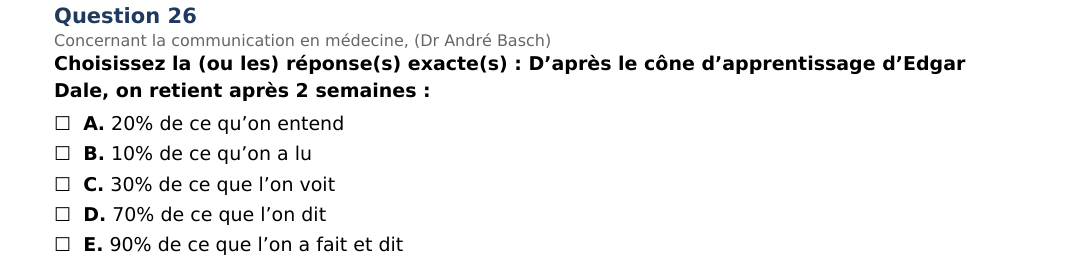 Question 26
Concernant la communication en médecine, (Dr André Basch)
Choisissez la (ou les) réponse(s) exacte(s) : D’après le cône d’apprentissage d’Edgar
Dale, on retient après 2 semaines :
☐ A. 20% de ce qu’on entend
☐ B. 10% de ce qu’on a lu
☐ C. 30% de ce que l’on voit
☐ D. 70% de ce que l’on dit
☐ E. 90% de ce que l’on a fait et dit